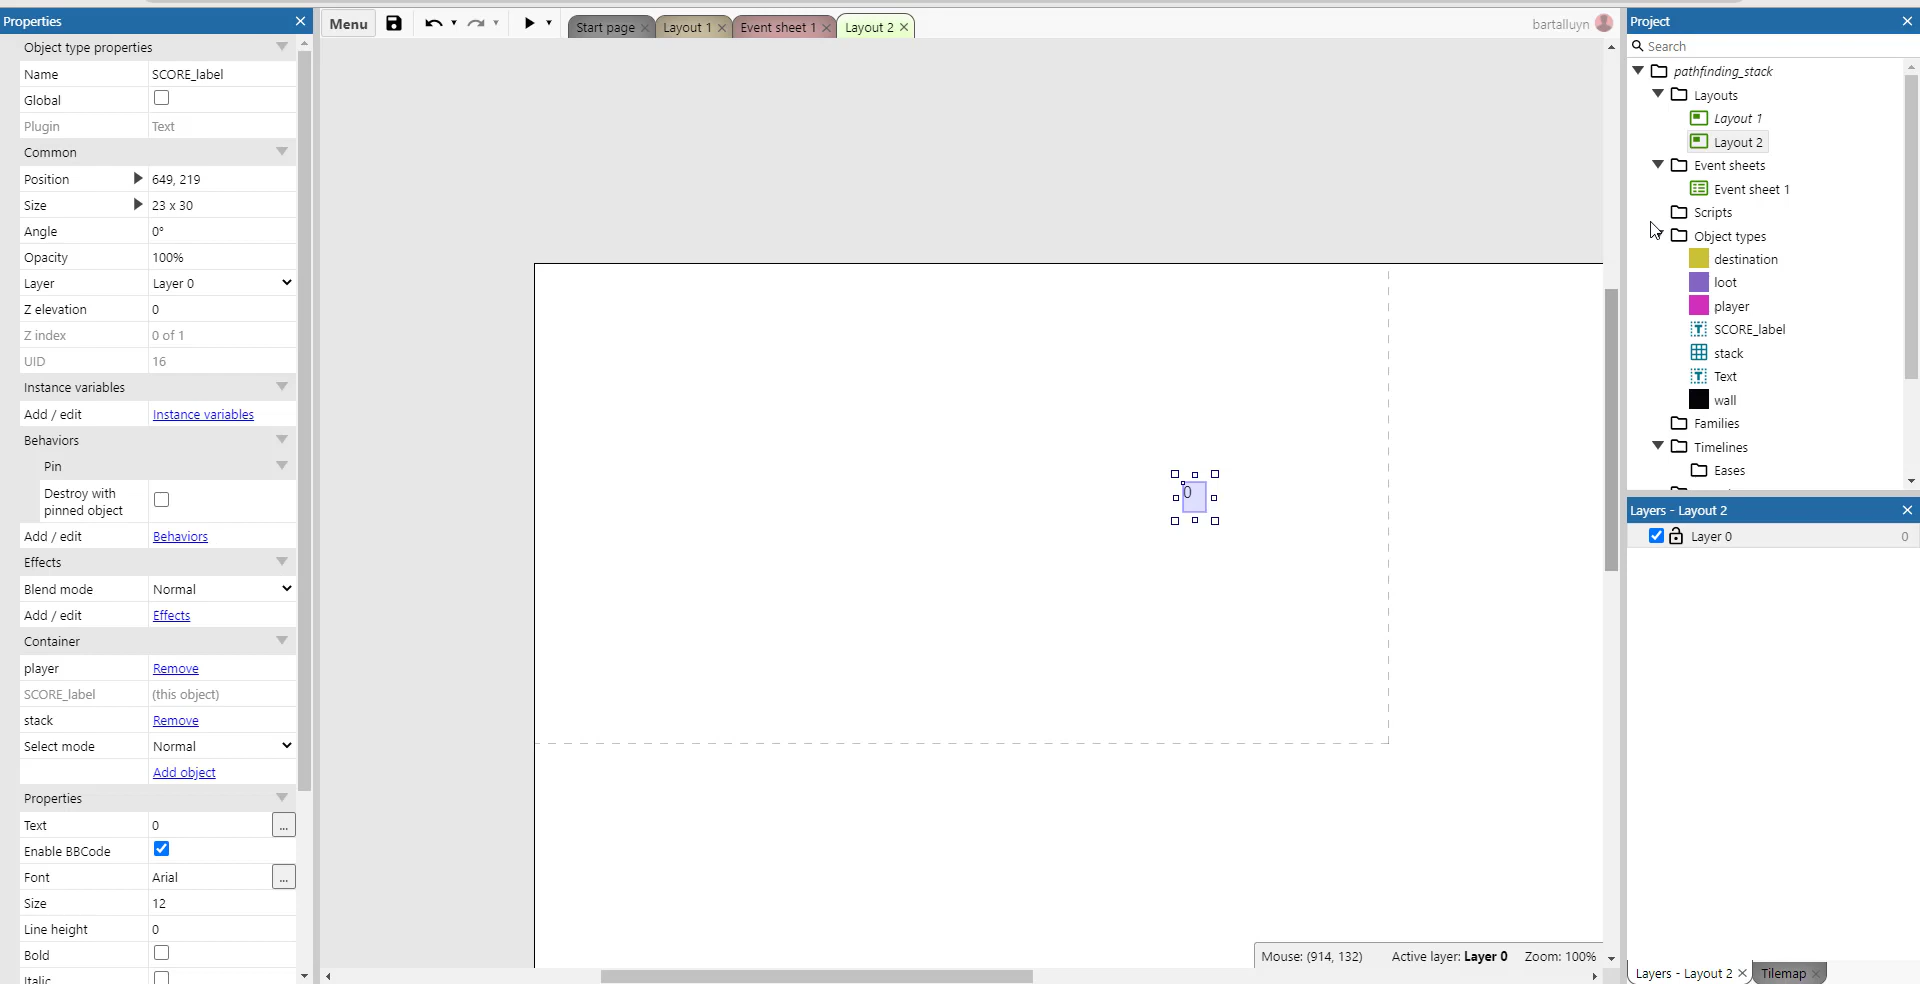 Properties
Object type properties
Name SCORE_label
Global
Plugin Text
Common
Position 649, 219
Size 23 x 30
Angle 0°
Opacity 100%
Layer Layer 0
Z elevation 0
Z index 0 of 1
UID 16
Instance variables
Add / edit Instance variables
Behaviors
Pin
Destroy with
pinned object
Add / edit Behaviors
Effects
Blend mode Normal
Add / edit Effects
Container
player Remove
SCORE_label (this object)
stack Remove
Select mode Normal
Add object
Properties
Text 0 ...
Enable BBCode
Font Arial ...
Size 12
Line height 0
Bold
Italic
Menu
Start page Layout 1 Event sheet 1 Layout 2
bartalluyn
0
Mouse: (914, 132) Active layer: Layer 0 Zoom: 100%
Project
Search
pathfinding_stack
Layouts
Layout 1
Layout 2
Event sheets
Event sheet 1
Scripts
Object types
destination
loot
player
SCORE_label
stack
Text
wall
Families
Timelines
Eases
Layers - Layout 2
Layer 0 0
Layers - Layout 2 Tilemap